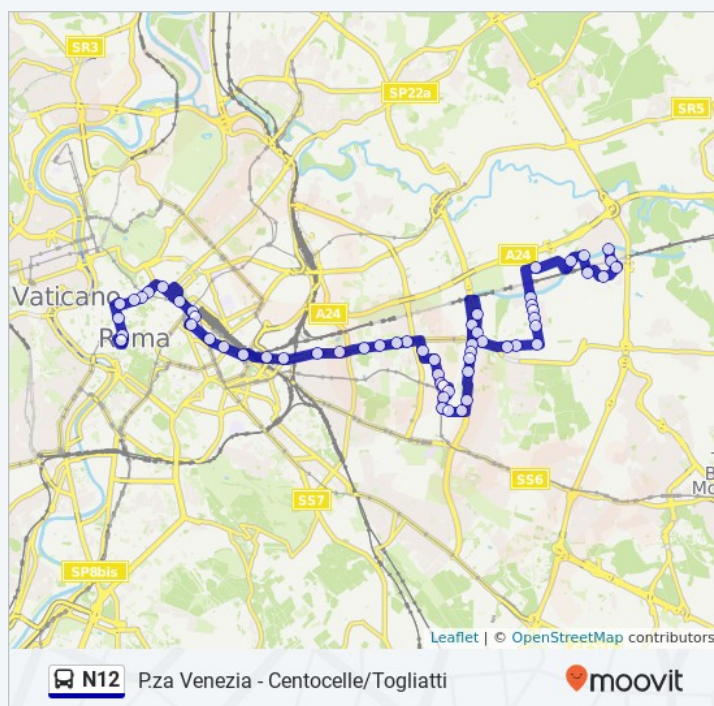 SR3
SP22a
SR5
A24
Vaticano
A24
Roma
SS6
SS7
SP8bis
Leaflet | © OpenStreetMap contributors
N12 P.za Venezia - Centocelle/Togliatti moovit